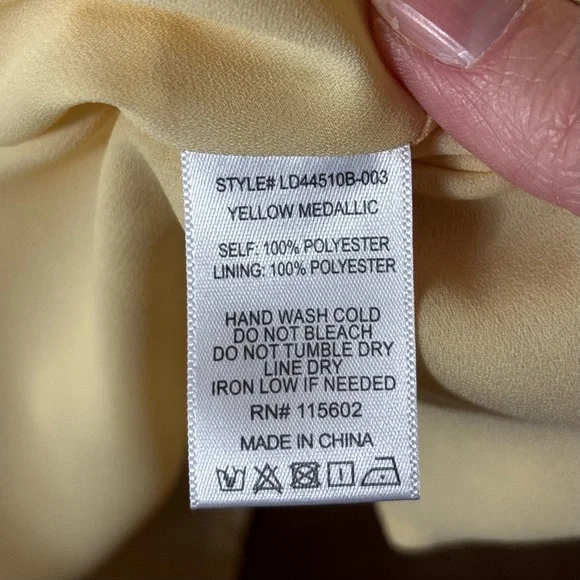 STYLE# LD44510B-003
YELLOW MEDALLIC
SELF: 100% POLYESTER
LINING: 100% POLYESTER
HAND WASH COLD
DO NOT BLEACH
DO NOT TUMBLE DRY
LINE DRY
IRON LOW IF NEEDED
RN# 115602
MADE IN CHINA